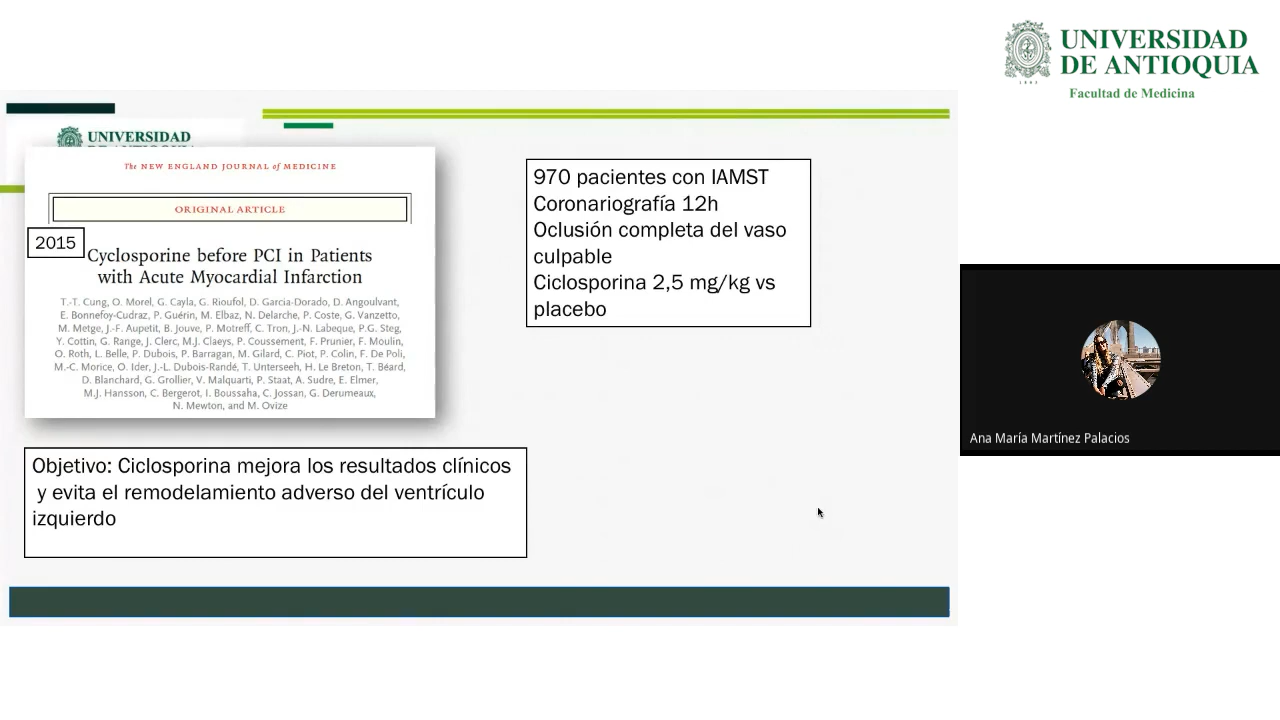 UNIVERSIDAD
DE ANTIOQUIA
Facultad de Medicina
UNIVERSIDAD
The NEW ENGLAND JOURNAL of MEDICINE
ORIGINAL ARTICLE
2015
Cyclosporine before PCI in Patients
with Acute Myocardial Infarction
T.-T. Cung, O. Morel, G. Cayla, G. Rioufol, D. Garcia-Dorado, D. Angoulvant,
E. Bonnefoy-Cudraz, P. Guérin, M. Elbaz, N. Delarche, P. Coste, G. Vanzetto,
M. Metge, J.-F. Aupetit, B. Jouve, P. Motreff, C. Tron, J.-N. Labeque, P.G. Steg,
Y. Cottin, G. Range, J. Clerc, M.J. Claeys, P. Coussement, F. Prunier, F. Moulin,
O. Roth, L. Belle, P. Dubois, P. Barragan, M. Gilard, C. Piot, P. Colin, F. De Poli,
M.-C. Morice, O. Ider, J.-L. Dubois-Randé, T. Unterseeh, H. Le Breton, T. Béard,
D. Blanchard, G. Grollier, V. Malquarti, P. Staat, A. Sudre, E. Elmer,
M.J. Hansson, C. Bergerot, I. Boussaha, C. Jossan, G. Derumeaux,
N. Mewton, and M. Ovize
970 pacientes con IAMST
Coronariografía 12h
Oclusión completa del vaso
culpable
Ciclosporina 2,5 mg/kg vs
placebo
Objetivo: Ciclosporina mejora los resultados clínicos
y evita el remodelamiento adverso del ventrículo
izquierdo
Ana María Martínez Palacios